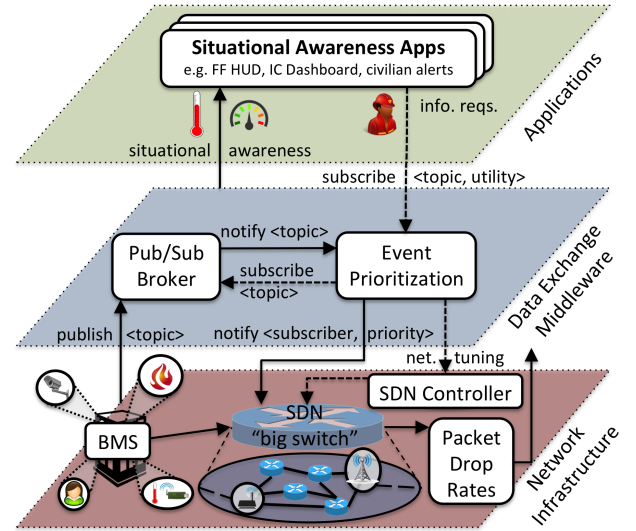 Situational Awareness Apps
e.g. FF HUD, IC Dashboard, civilian alerts
info. reqs.
situational awareness
Applications
subscribe <topic, utility>
notify <topic>
Pub/Sub
Broker
Event
Prioritization
subscribe
<topic>
publish <topic>
notify <subscriber, priority>
net. tuning
Data Exchange
Middleware
SDN Controller
SDN
"big switch"
BMS
Packet
Drop
Rates
Network
Infrastructure